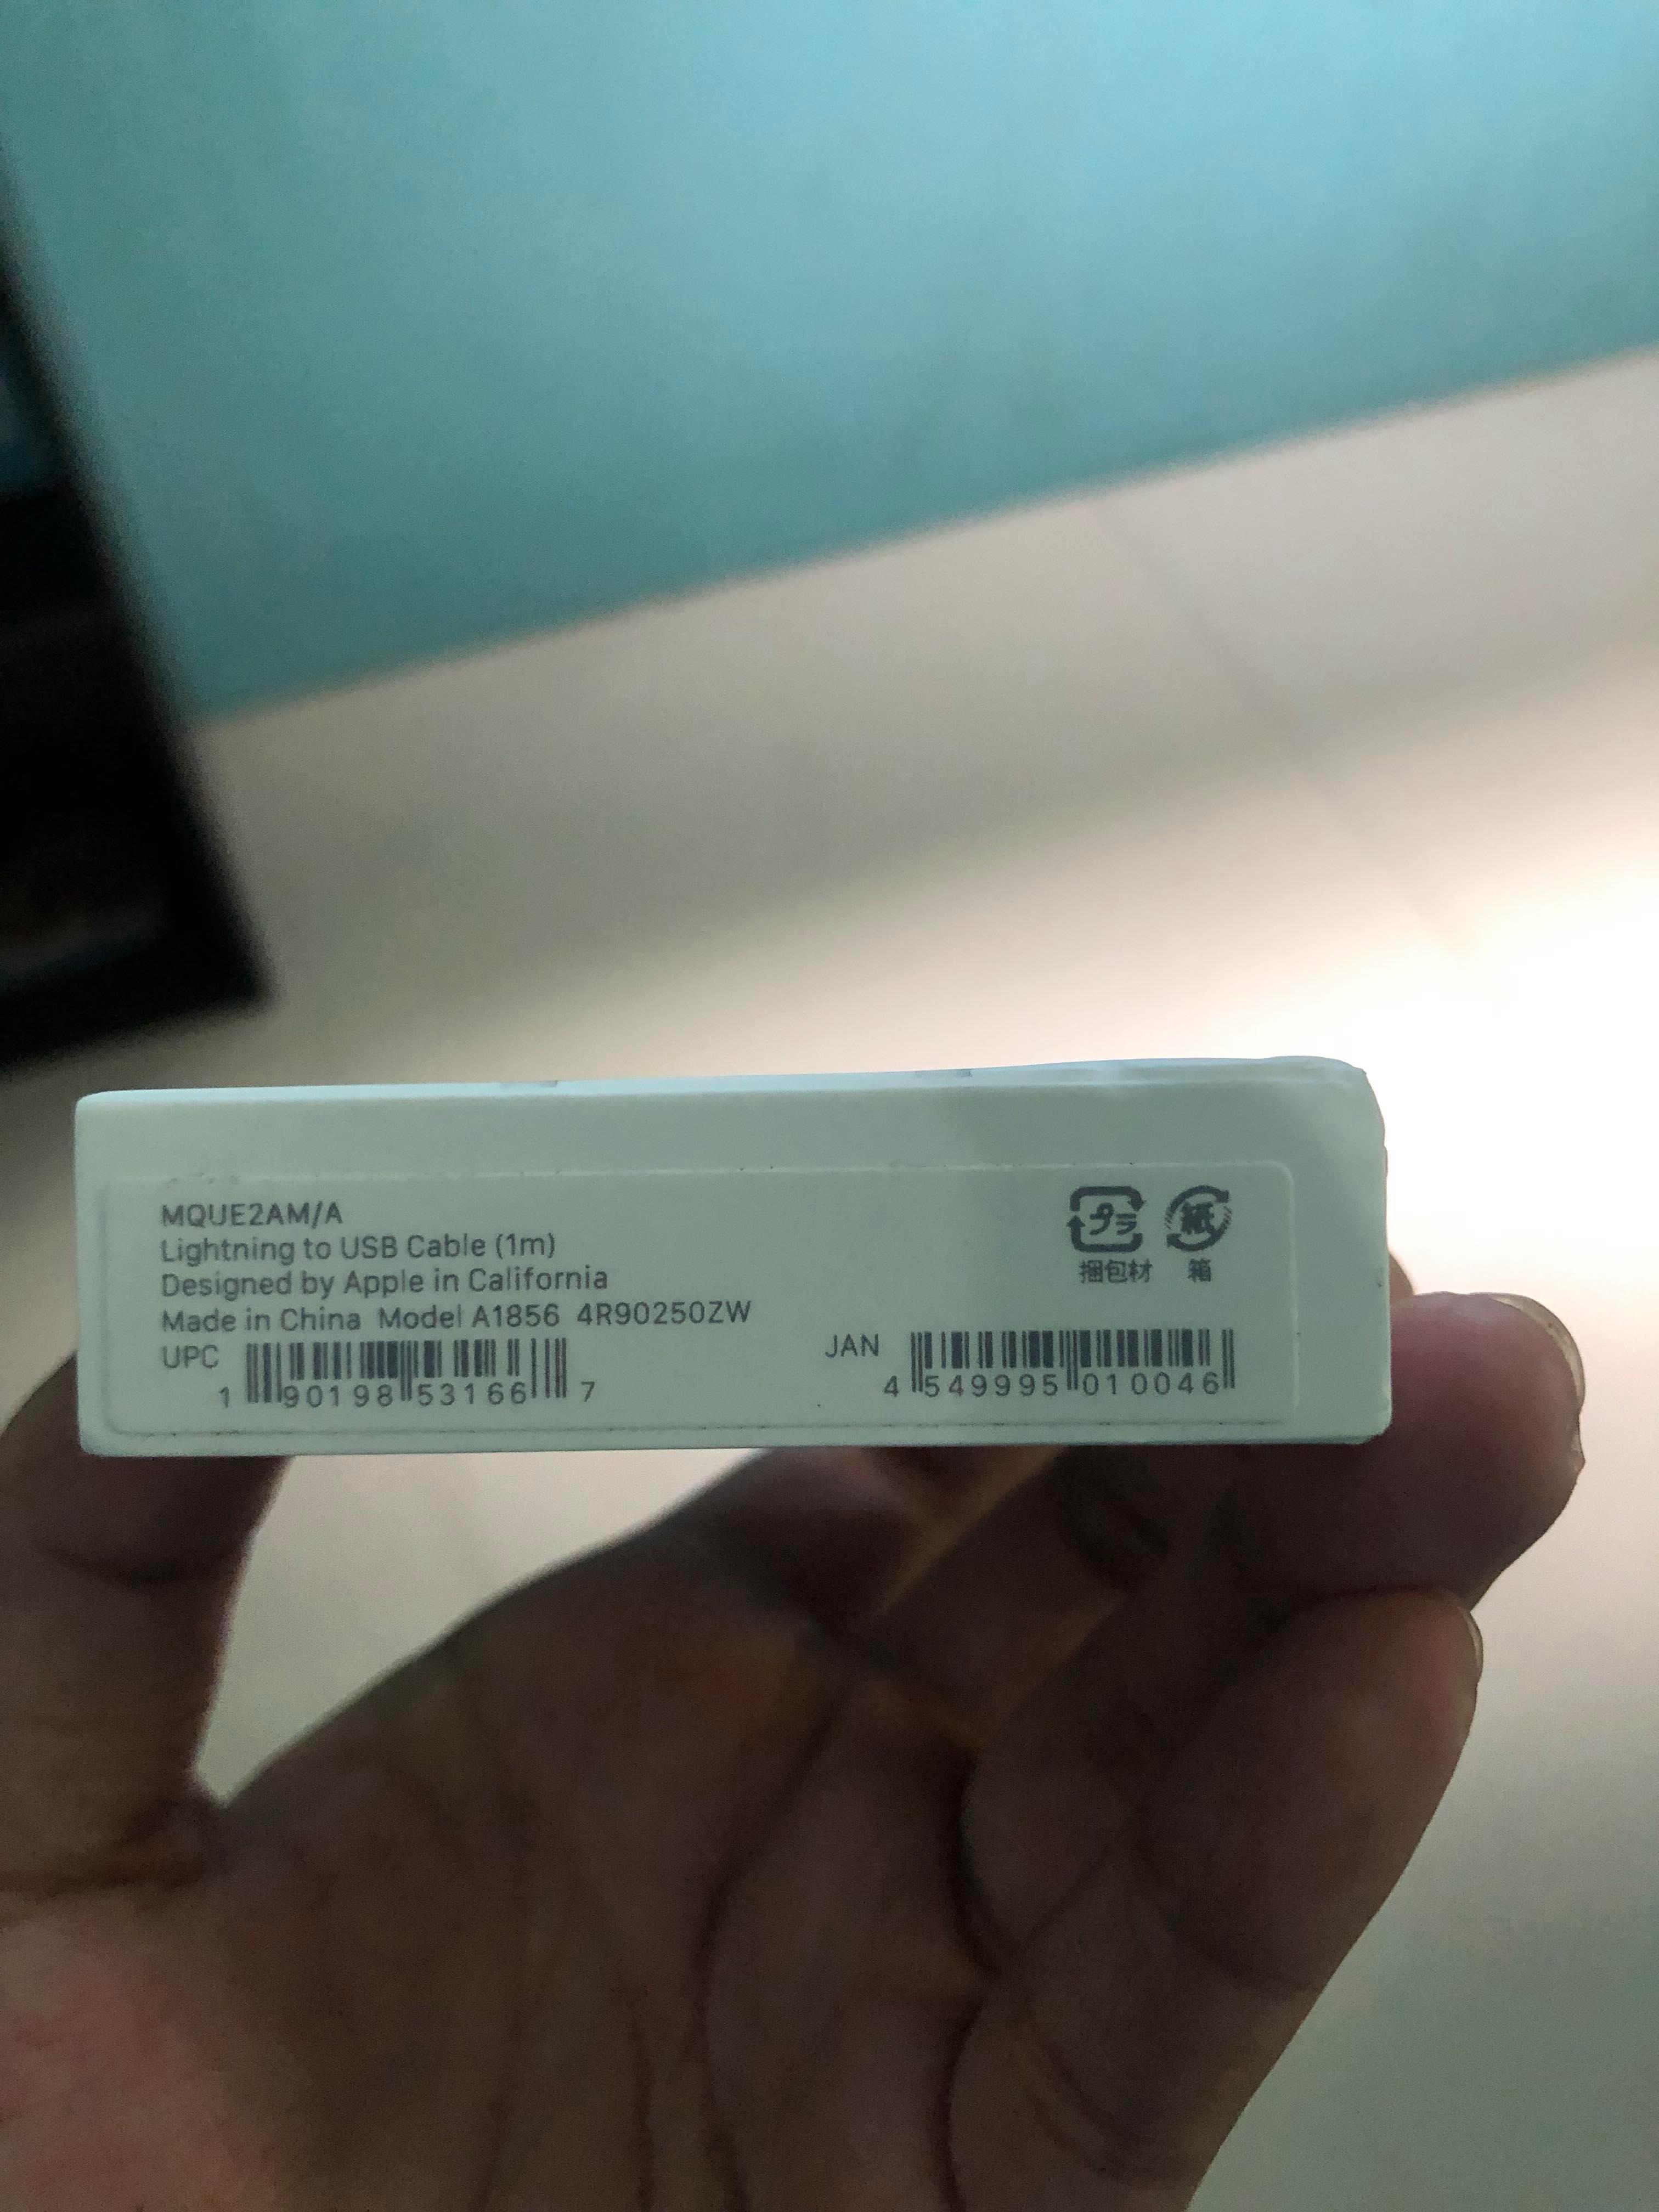 MQUE2AM/A
Lightning to USB Cable (1m)
Designed by Apple in California
Made in China Model A1856 4R90250ZW
UPC
1 90198 53166 7
JAN
4 549995 010046
プラ 紙
梱包材 箱